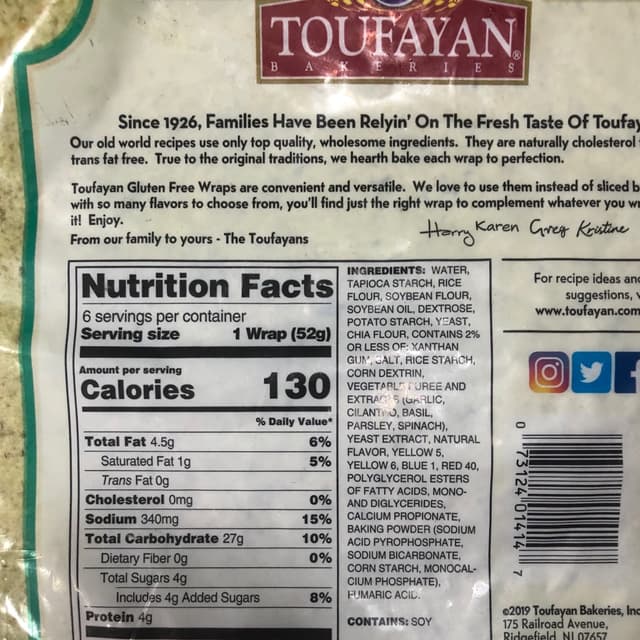 TOUFAYAN®
BAKERIES
Since 1926, Families Have Been Relyin' On The Fresh Taste Of
Our old world recipes use only top quality, wholesome ingredients. They are naturally cholesterol
trans fat free. True to the original traditions, we hearth bake each wrap to perfection.
Toufayan Gluten Free Wraps are convenient and versatile. We love to use them instead of sliced
with so many flavors to choose from, you'll find just the right wrap to complement whatever you
it! Enjoy.
From our family to yours - The Toufayans
Harry Karen Greg Kristine
Nutrition Facts
6 servings per container
Serving size 1 Wrap (52g)
Amount per serving
Calories 130
% Daily Value*
Total Fat 4.5g 6%
Saturated Fat 1g 5%
Trans Fat 0g
Cholesterol 0mg 0%
Sodium 340mg 15%
Total Carbohydrate 27g 10%
Dietary Fiber 0g 0%
Total Sugars 4g
Includes 4g Added Sugars 8%
Protein 4g
INGREDIENTS: WATER,
TAPIOCA STARCH, RICE
FLOUR, SOYBEAN FLOUR,
SOYBEAN OIL, DEXTROSE,
POTATO STARCH, YEAST,
CHIA FLOUR, CONTAINS 2%
OR LESS OF: XANTHAN
GUM, SALT, RICE STARCH,
CORN DEXTRIN,
VEGETABLE PUREE AND
EXTRACTS (GARLIC,
CILANTRO, BASIL,
PARSLEY, SPINACH),
YEAST EXTRACT, NATURAL
FLAVOR, YELLOW 5,
YELLOW 6, BLUE 1, RED 40,
POLYGLYCEROL ESTERS
OF FATTY ACIDS, MONO-
AND DIGLYCERIDES,
CALCIUM PROPIONATE,
BAKING POWDER (SODIUM
ACID PYROPHOSPHATE,
SODIUM BICARBONATE,
CORN STARCH, MONOCAL-
CIUM PHOSPHATE),
FUMARIC ACID.
CONTAINS: SOY
For recipe ideas and
suggestions,
www.toufayan.com
0 73124 01414 7
©2019 Toufayan Bakeries, Inc
175 Railroad Avenue,
Ridgefield, NJ 07657